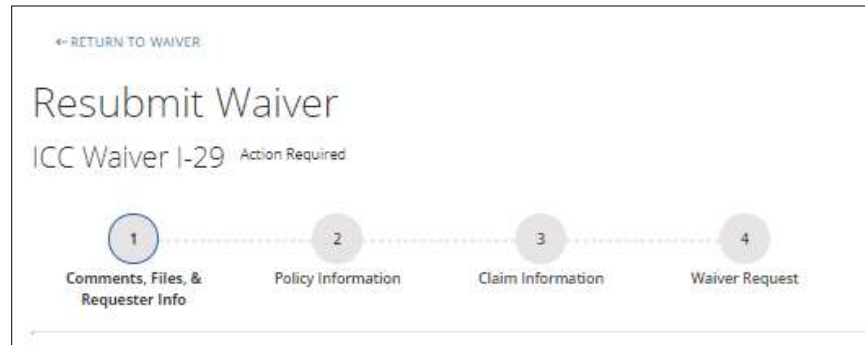 ←RETURN TO WAIVER
Resubmit Waiver
ICC Waiver I-29 Action Required
1 2 3 4
Comments, Files, & Policy Information Claim Information Waiver Request
Requester Info